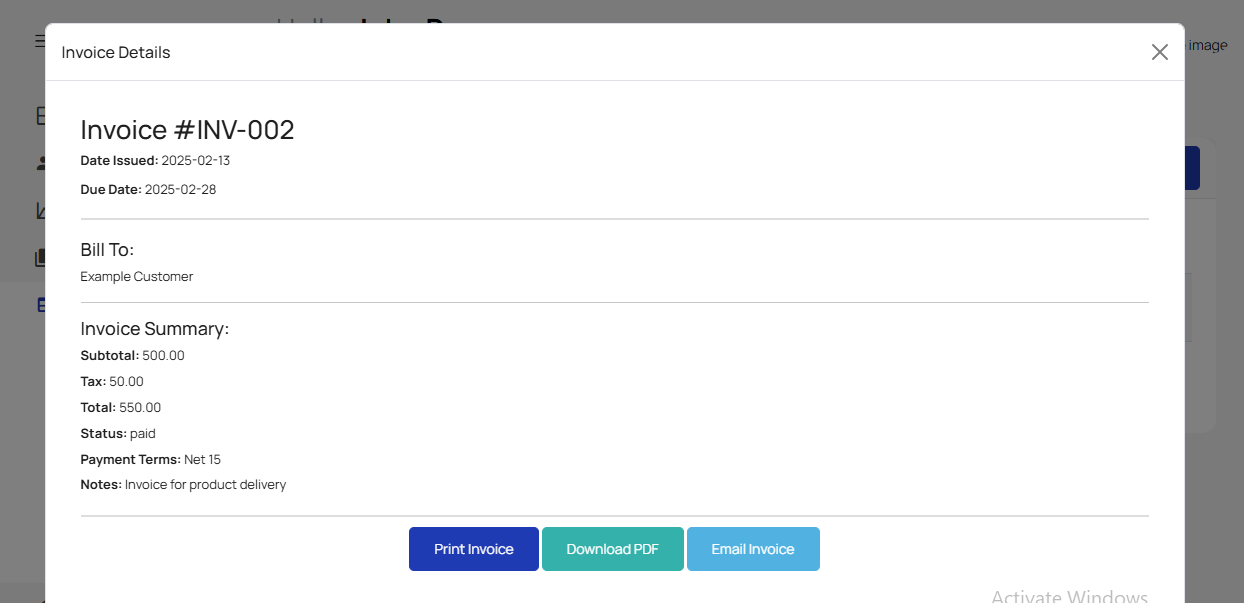 Invoice Details
image
Invoice #INV-002
Date Issued: 2025-02-13
Due Date: 2025-02-28
Bill To:
Example Customer
Invoice Summary:
Subtotal: 500.00
Tax: 50.00
Total: 550.00
Status: paid
Payment Terms: Net 15
Notes: Invoice for product delivery
Print Invoice
Download PDF
Email Invoice
Activate Windows